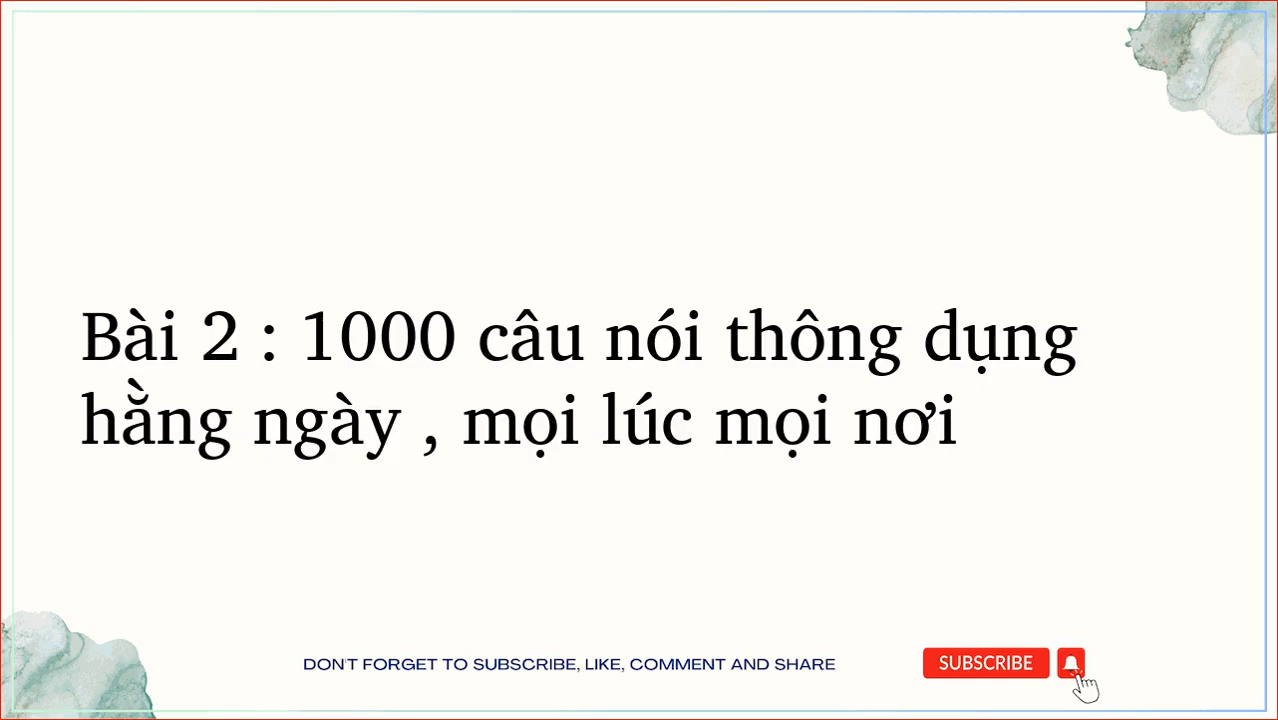 Bài 2 : 1000 câu nói thông dụng
hằng ngày , mọi lúc mọi nơi
DON'T FORGET TO SUBSCRIBE, LIKE, COMMENT AND SHARE
SUBSCRIBE